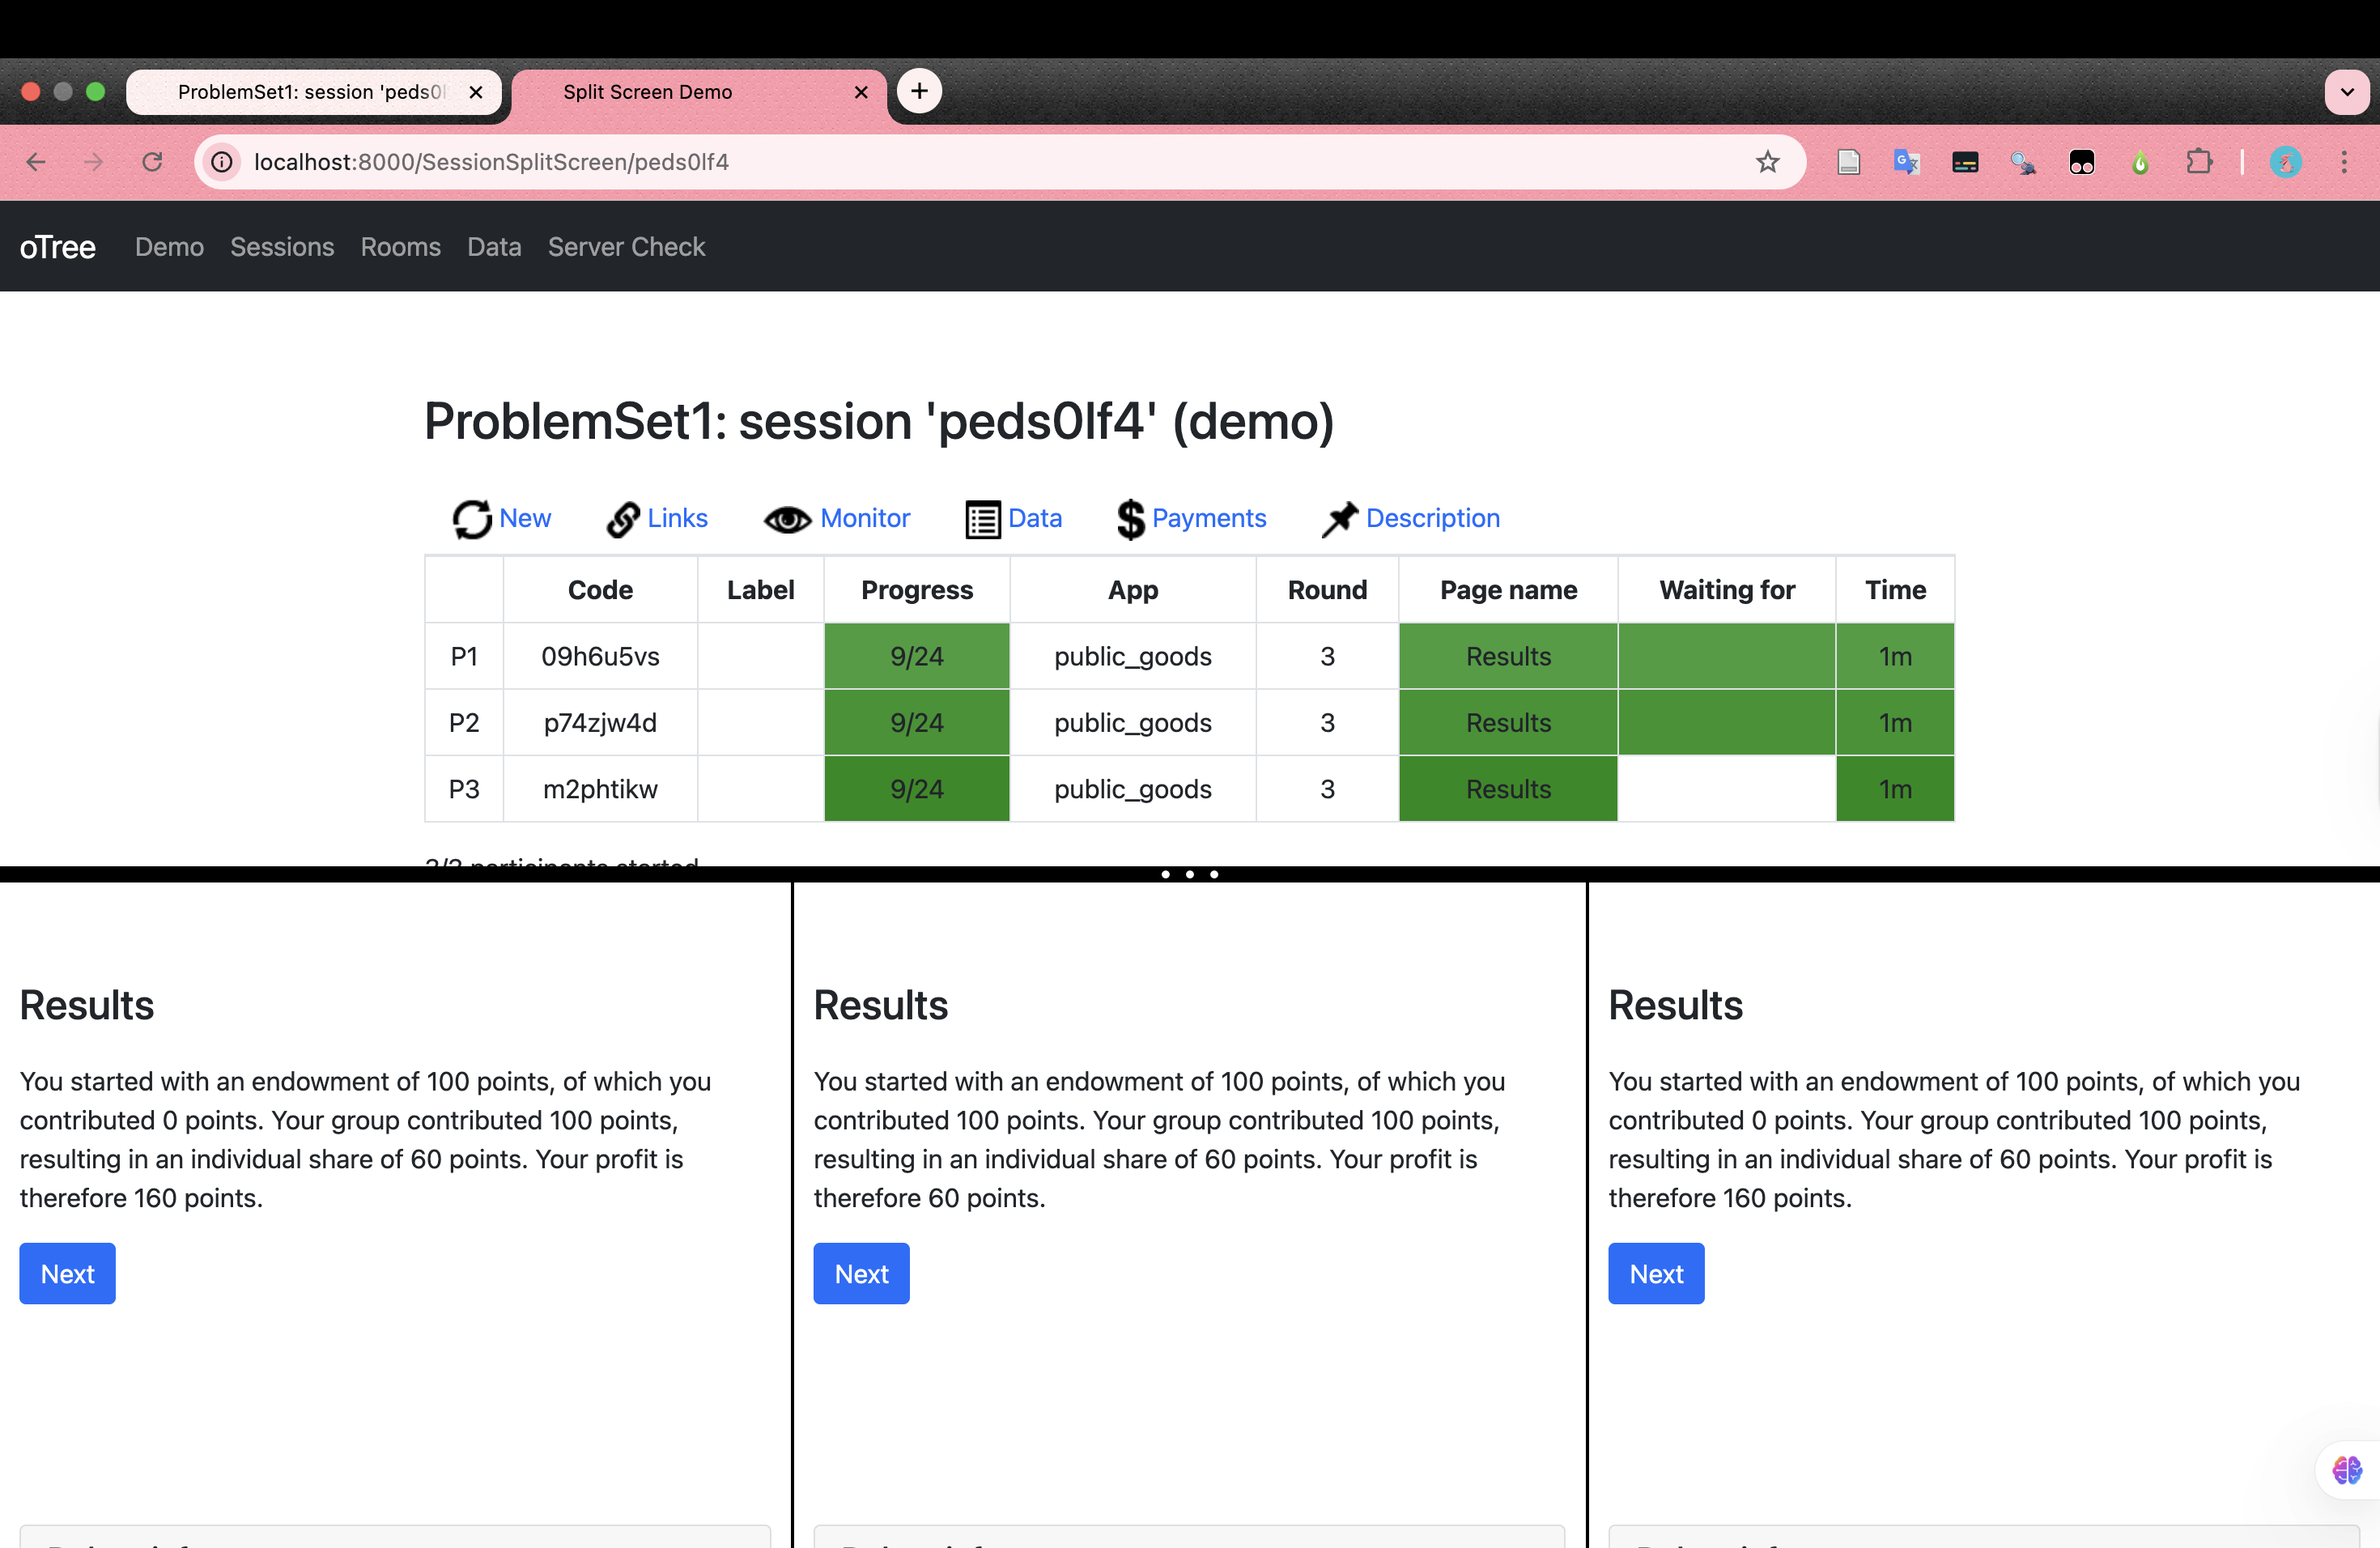 ProblemSet1: session 'peds0l
Split Screen Demo
localhost:8000/SessionSplitScreen/peds0lf4
oTree Demo Sessions Rooms Data Server Check
ProblemSet1: session 'peds0lf4' (demo)
New Links Monitor Data Payments Description
Code Label Progress App Round Page name Waiting for Time
P1 09h6u5vs 9/24 public_goods 3 Results 1m
P2 p74zjw4d 9/24 public_goods 3 Results 1m
P3 m2phtikw 9/24 public_goods 3 Results 1m
participants started
Results
You started with an endowment of 100 points, of which you
contributed 0 points. Your group contributed 100 points,
resulting in an individual share of 60 points. Your profit is
therefore 160 points.
Next
Results
You started with an endowment of 100 points, of which you
contributed 100 points. Your group contributed 100 points,
resulting in an individual share of 60 points. Your profit is
therefore 60 points.
Next
Results
You started with an endowment of 100 points, of which you
contributed 0 points. Your group contributed 100 points,
resulting in an individual share of 60 points. Your profit is
therefore 160 points.
Next